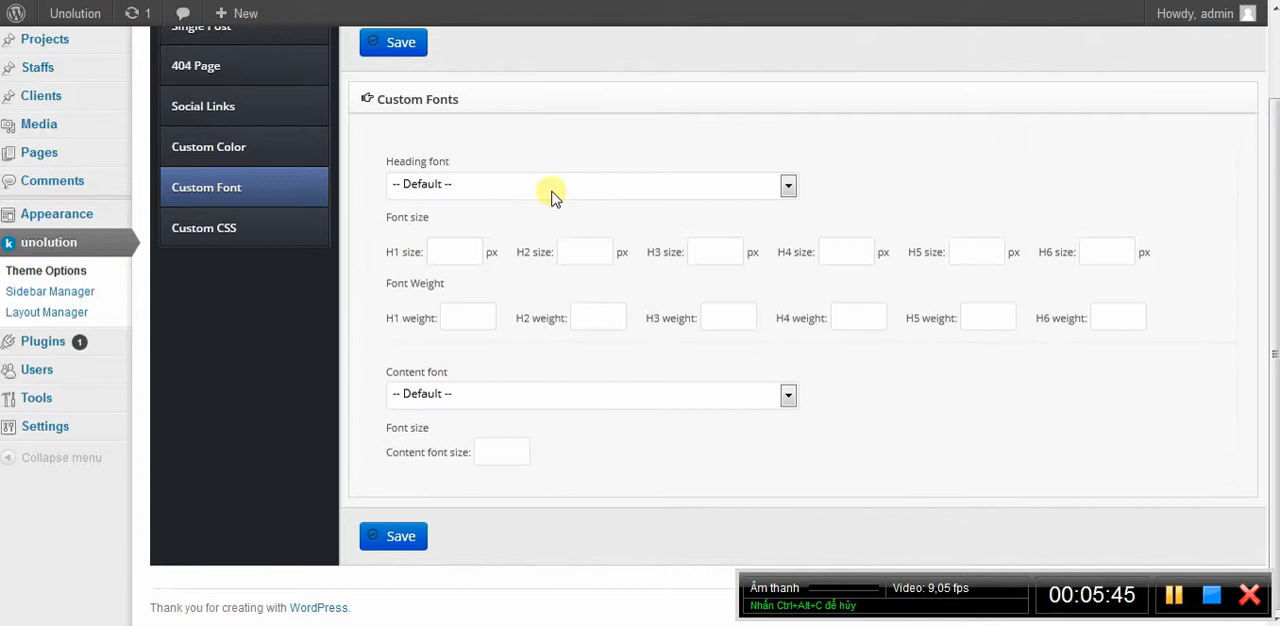 Unolution 1 New Howdy, admin
Projects
Staffs
Clients
Media
Pages
Comments
Appearance
unolution
Theme Options
Sidebar Manager
Layout Manager
Plugins 1
Users
Tools
Settings
Collapse menu
Single Post
404 Page
Social Links
Custom Color
Custom Font
Custom CSS
Save
Custom Fonts
Heading font
-- Default --
Font size
H1 size: px H2 size: px H3 size: px H4 size: px H5 size: px H6 size: px
Font Weight
H1 weight: H2 weight: H3 weight: H4 weight: H5 weight: H6 weight:
Content font
-- Default --
Font size
Content font size:
Save
Thank you for creating with WordPress.
Âm thanh Video: 9,05 fps
Nhấn Ctrl+Alt+C để hủy
00:05:45